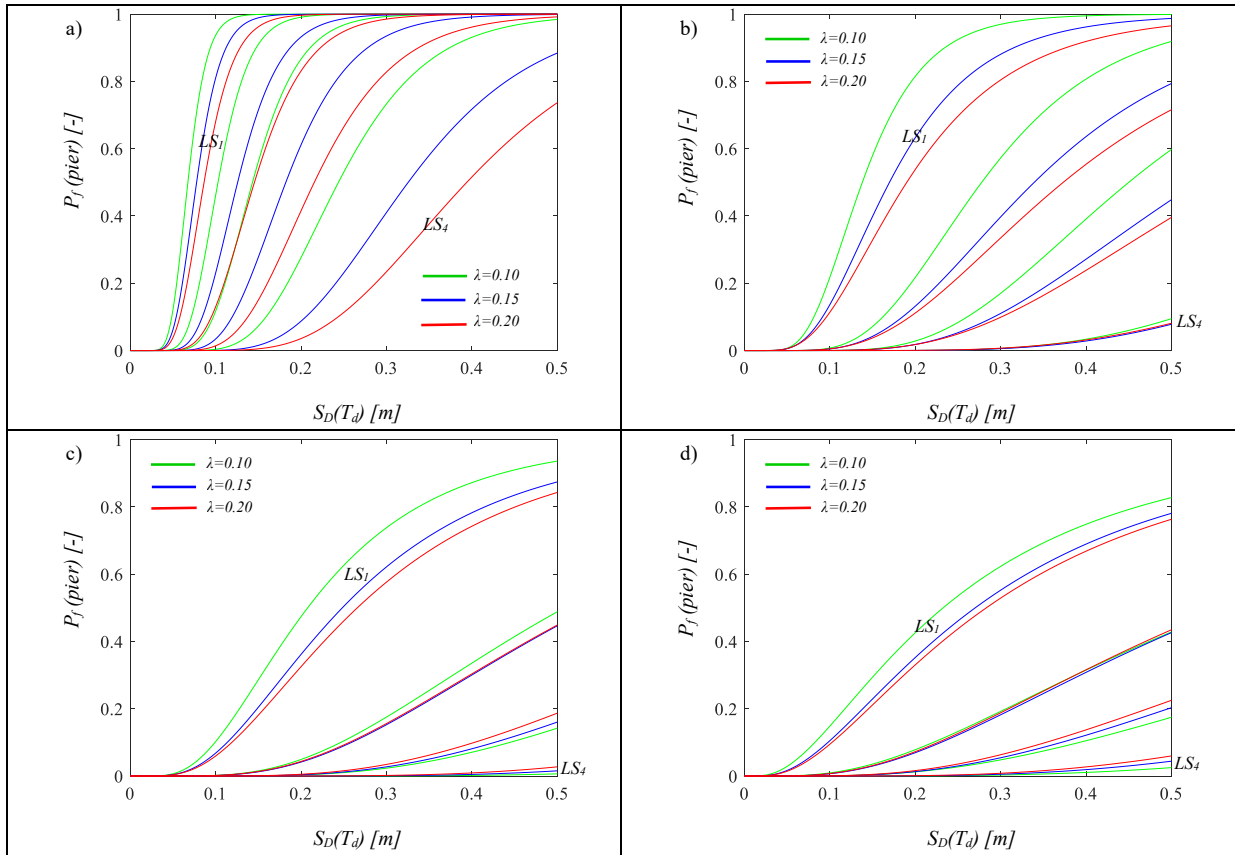 a)
1
0.8
0.6
0.4
0.2
0
P_f (pier) [-]
LS_1
LS_4
λ=0.10
λ=0.15
λ=0.20
0 0.1 0.2 0.3 0.4 0.5
S_D(T_d) [m]
b)
1
0.8
0.6
0.4
0.2
0
P_f (pier) [-]
λ=0.10
λ=0.15
λ=0.20
LS_1
LS_4
0 0.1 0.2 0.3 0.4 0.5
S_D(T_d) [m]
c)
1
0.8
0.6
0.4
0.2
0
P_f (pier) [-]
λ=0.10
λ=0.15
λ=0.20
LS_1
LS_4
0 0.1 0.2 0.3 0.4 0.5
S_D(T_d) [m]
d)
1
0.8
0.6
0.4
0.2
0
P_f (pier) [-]
λ=0.10
λ=0.15
λ=0.20
LS_1
LS_4
0 0.1 0.2 0.3 0.4 0.5
S_D(T_d) [m]